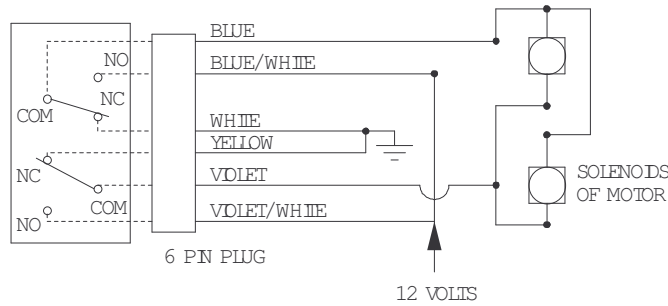 BLUE
BLUE/WHITE
NO
NC
COM
WHITE
YELLOW
NC
VIOLET
COM
VIOLET/WHITE
NO
SOLENOIDS
OF MOTOR
6 PIN PLUG
12 VOLTS